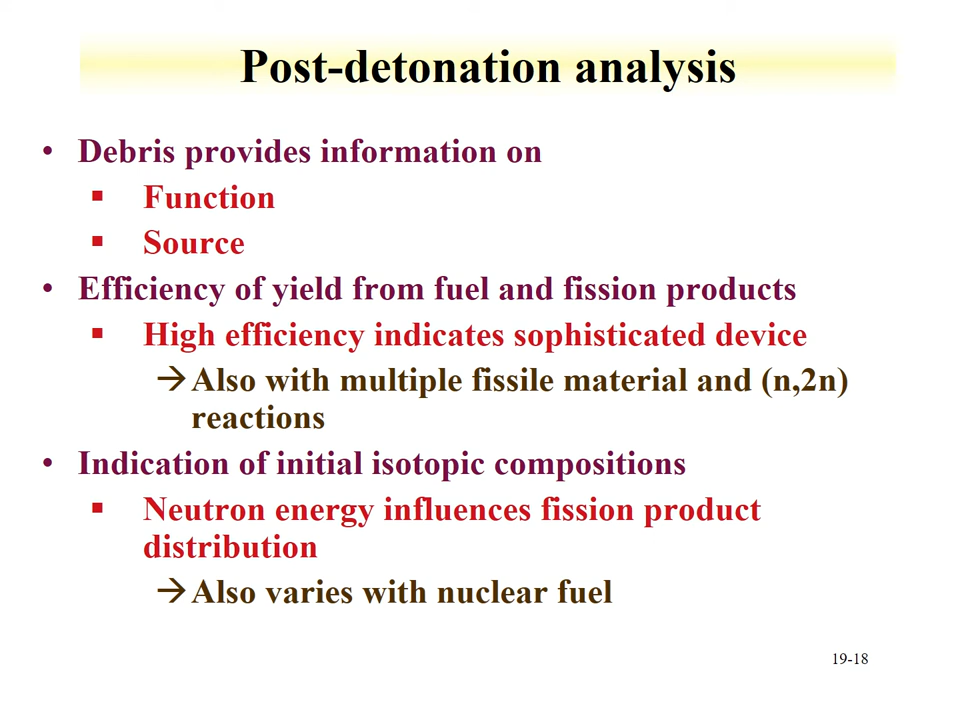 Post-detonation analysis
• Debris provides information on
▪ Function
▪ Source
• Efficiency of yield from fuel and fission products
▪ High efficiency indicates sophisticated device
→Also with multiple fissile material and (n,2n)
reactions
• Indication of initial isotopic compositions
▪ Neutron energy influences fission product
distribution
→Also varies with nuclear fuel
19-18